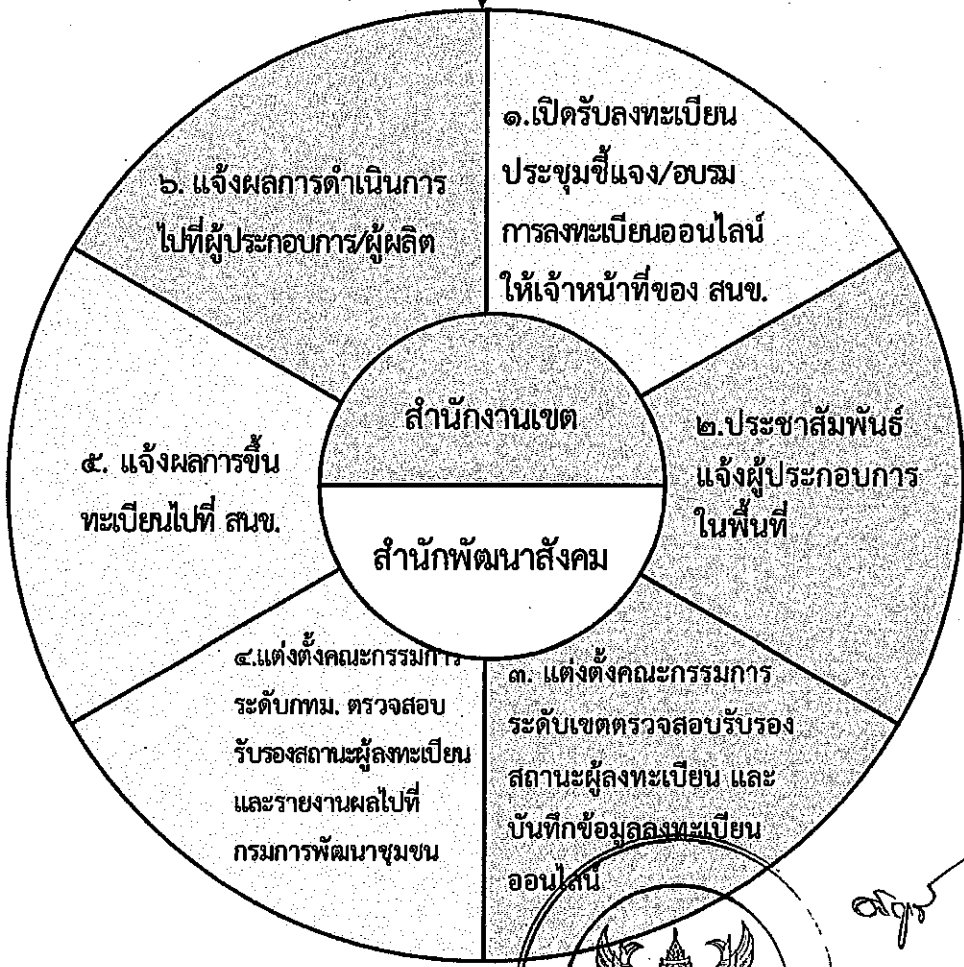 ๑.เปิดรับลงทะเบียน
ประชุมชี้แจง/อบรม
การลงทะเบียนออนไลน์
ให้เจ้าหน้าที่ของ สนข.
๒.ประชาสัมพันธ์
แจ้งผู้ประกอบการ
ในพื้นที่
๓. แต่งตั้งคณะกรรมการ
ระดับเขตตรวจสอบรับรอง
สถานะผู้ลงทะเบียน และ
บันทึกข้อมูลลงทะเบียน
ออนไลน์
๔.แต่งตั้งคณะกรรมการ
ระดับกทม. ตรวจสอบ
รับรองสถานะผู้ลงทะเบียน
และรายงานผลไปที่
กรมการพัฒนาชุมชน
๕. แจ้งผลการขึ้น
ทะเบียนไปที่ สนข.
๖. แจ้งผลการดำเนินการ
ไปที่ผู้ประกอบการ/ผู้ผลิต
สำนักงานเขต
สำนักพัฒนาสังคม